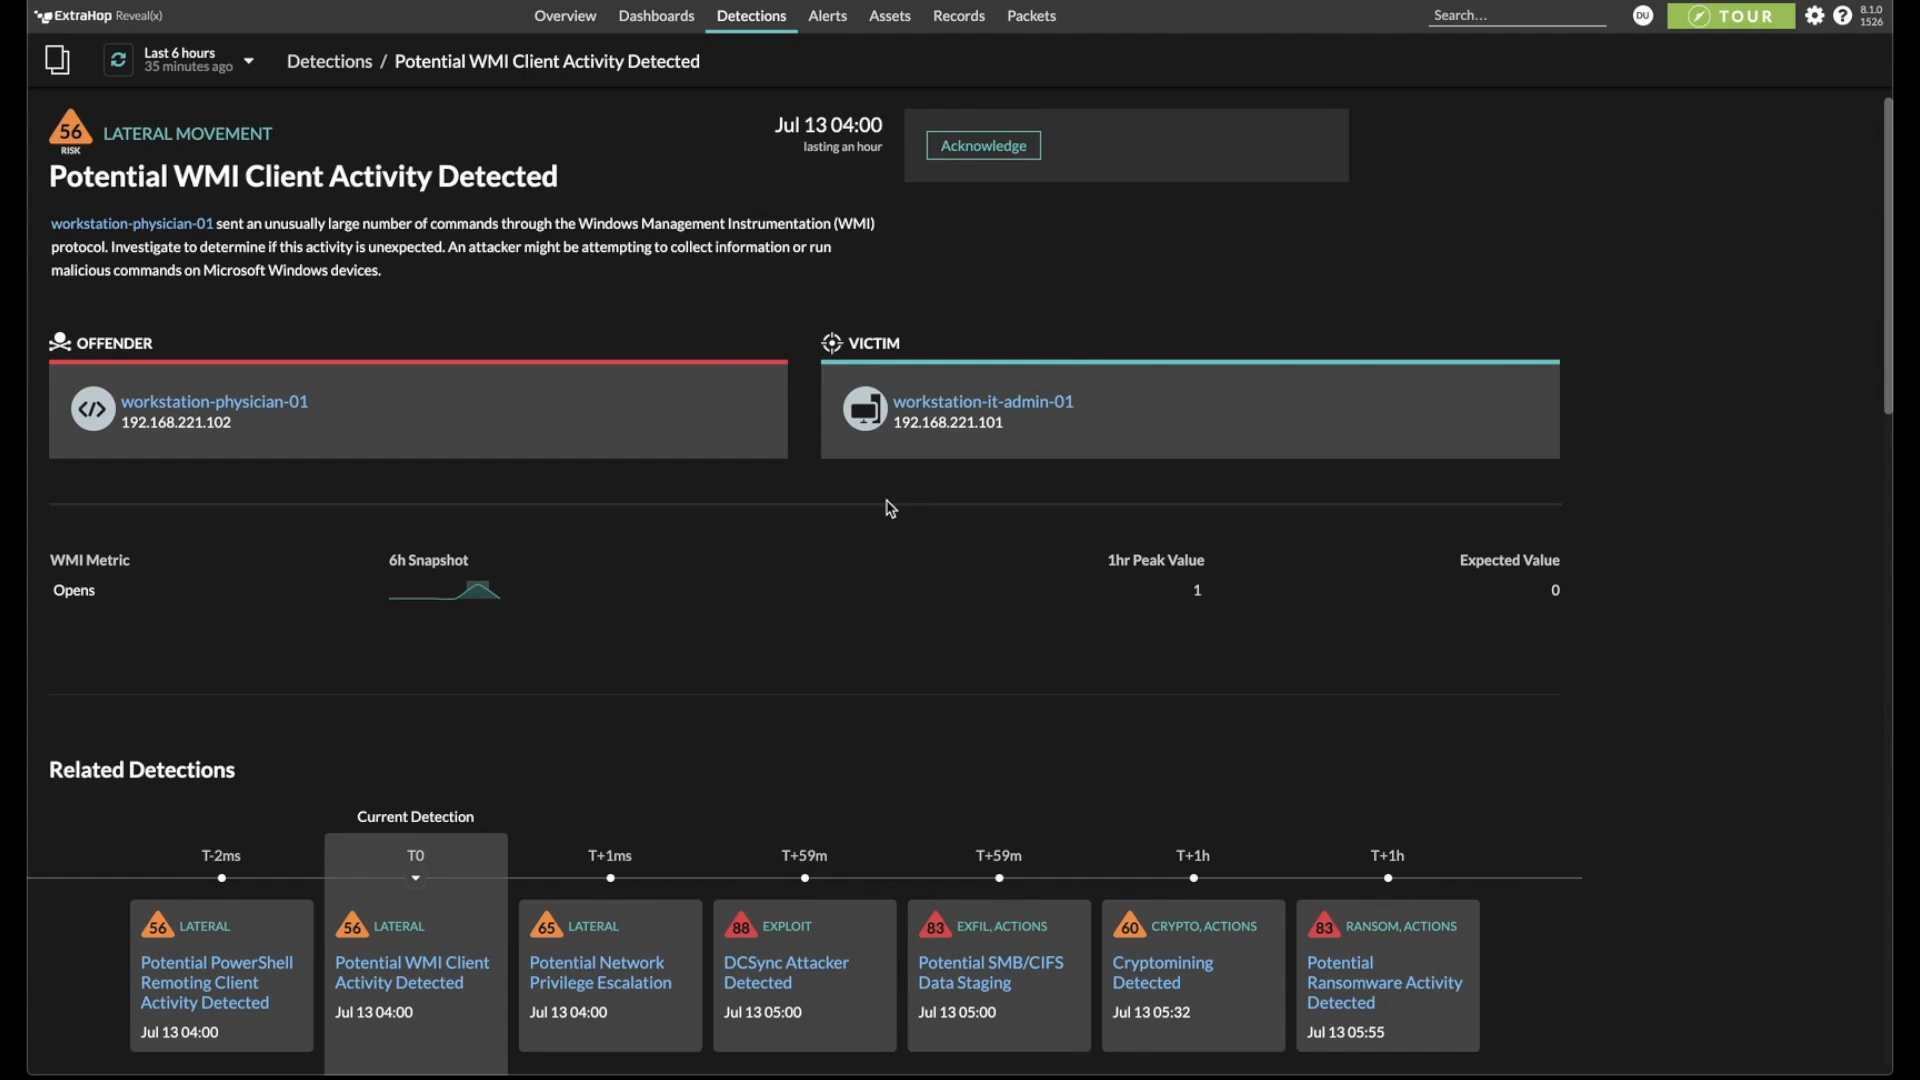 ExtraHop Reveal(x)
Overview Dashboards Detections Alerts Assets Records Packets
Search...
DU
TOUR
8.1.0
1526
Last 6 hours
35 minutes ago
Detections / Potential WMI Client Activity Detected
56
RISK
LATERAL MOVEMENT
Potential WMI Client Activity Detected
Jul 13 04:00
lasting an hour
Acknowledge
workstation-physician-01 sent an unusually large number of commands through the Windows Management Instrumentation (WMI)
protocol. Investigate to determine if this activity is unexpected. An attacker might be attempting to collect information or run
malicious commands on Microsoft Windows devices.
OFFENDER
workstation-physician-01
192.168.221.102
VICTIM
workstation-it-admin-01
192.168.221.101
WMI Metric 6h Snapshot 1hr Peak Value Expected Value
Opens 1 0
Related Detections
Current Detection
T-2ms T0 T+1ms T+59m T+59m T+1h T+1h
56 LATERAL
Potential PowerShell
Remoting Client
Activity Detected
Jul 13 04:00
56 LATERAL
Potential WMI Client
Activity Detected
Jul 13 04:00
65 LATERAL
Potential Network
Privilege Escalation
Jul 13 04:00
88 EXPLOIT
DCSync Attacker
Detected
Jul 13 05:00
83 EXFIL, ACTIONS
Potential SMB/CIFS
Data Staging
Jul 13 05:00
60 CRYPTO, ACTIONS
Cryptomining
Detected
Jul 13 05:32
83 RANSOM, ACTIONS
Potential
Ransomware Activity
Detected
Jul 13 05:55